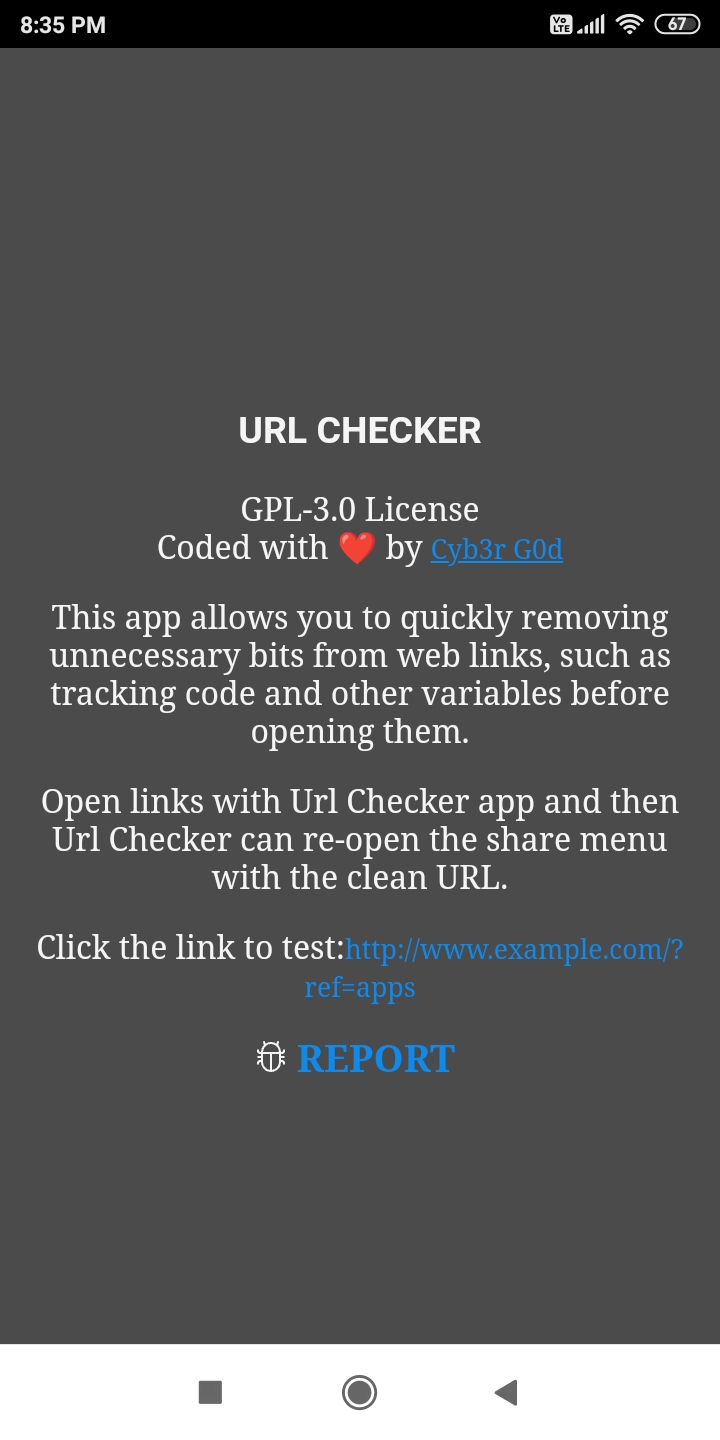 8:35 PM
Vo LTE
67
URL CHECKER
GPL-3.0 License
Coded with ❤️ by Cyb3r G0d
This app allows you to quickly removing
unnecessary bits from web links, such as
tracking code and other variables before
opening them.
Open links with Url Checker app and then
Url Checker can re-open the share menu
with the clean URL.
Click the link to test:http://www.example.com/?
ref=apps
REPORT